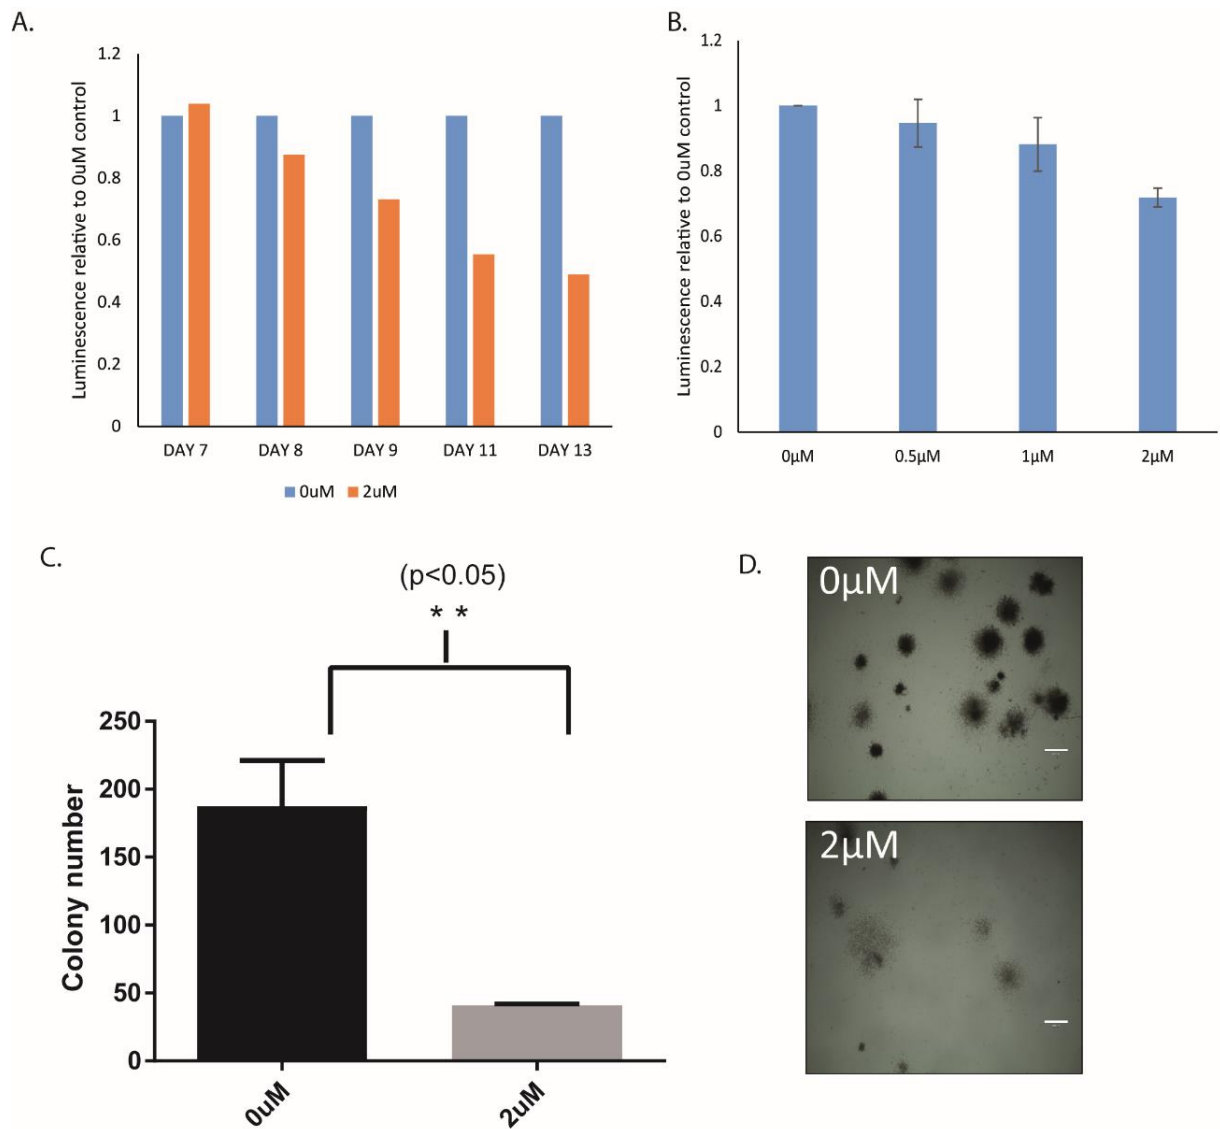 A.
Luminescence relative to 0uM control
1.2
1
0.8
0.6
0.4
0.2
0
DAY 7 DAY 8 DAY 9 DAY 11 DAY 13
0uM 2uM
B.
Luminescence relative to 0uM control
1.2
1
0.8
0.6
0.4
0.2
0
0µM 0.5µM 1µM 2µM
C.
(p<0.05)
* *
Colony number
250
200
150
100
50
0
0uM 2uM
D.
0µM
2µM